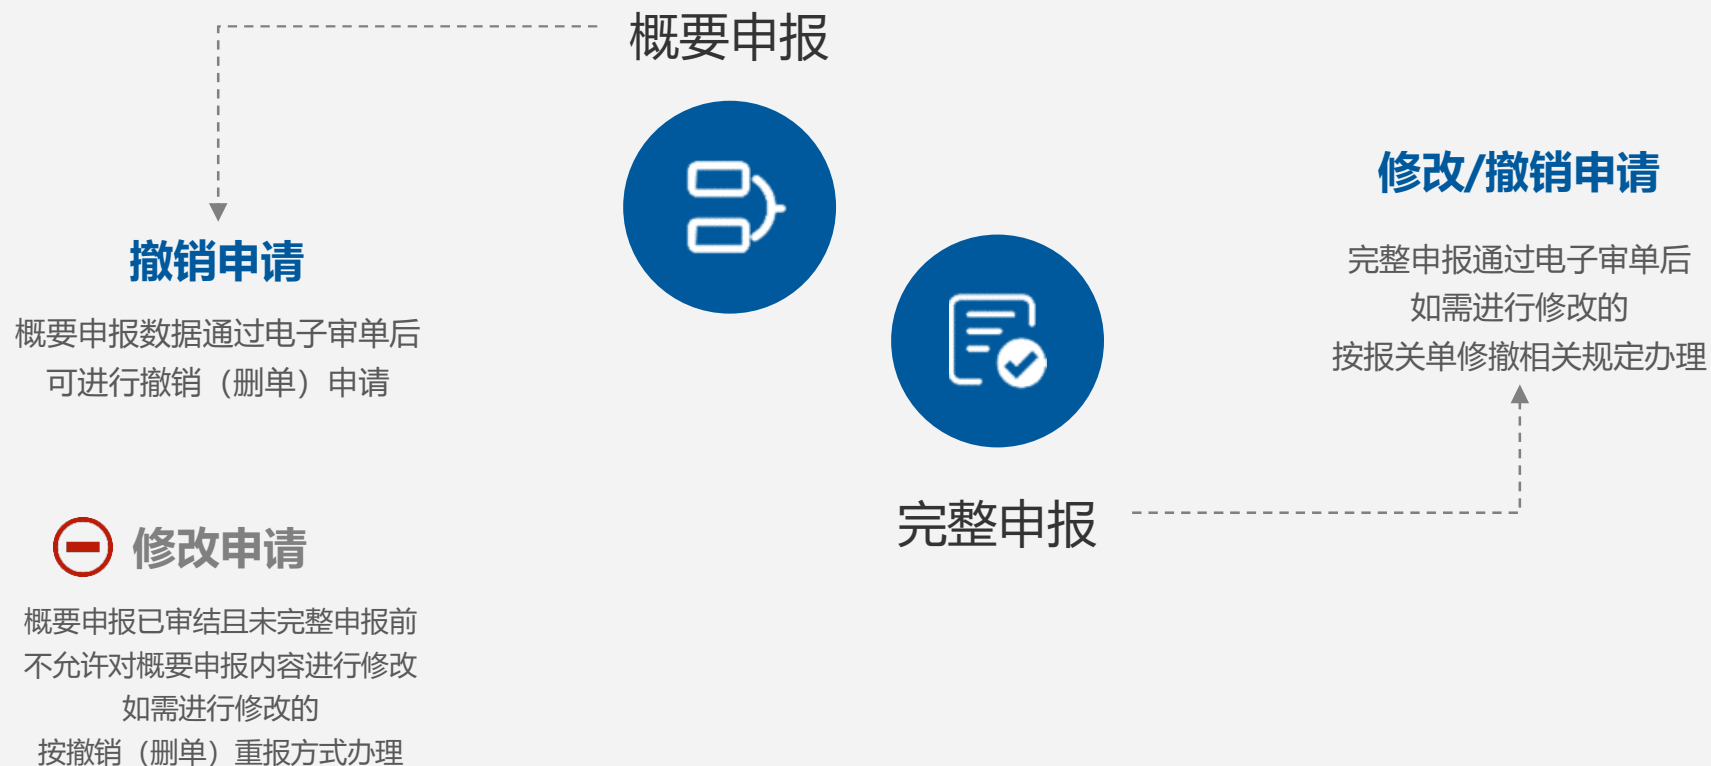 概要申报
撤销申请
概要申报数据通过电子审单后
可进行撤销（删单）申请
修改申请
概要申报已审结且未完整申报前
不允许对概要申报内容进行修改
如需进行修改的
按撤销（删单）重报方式办理
完整申报
修改/撤销申请
完整申报通过电子审单后
如需进行修改的
按报关单修撤相关规定办理